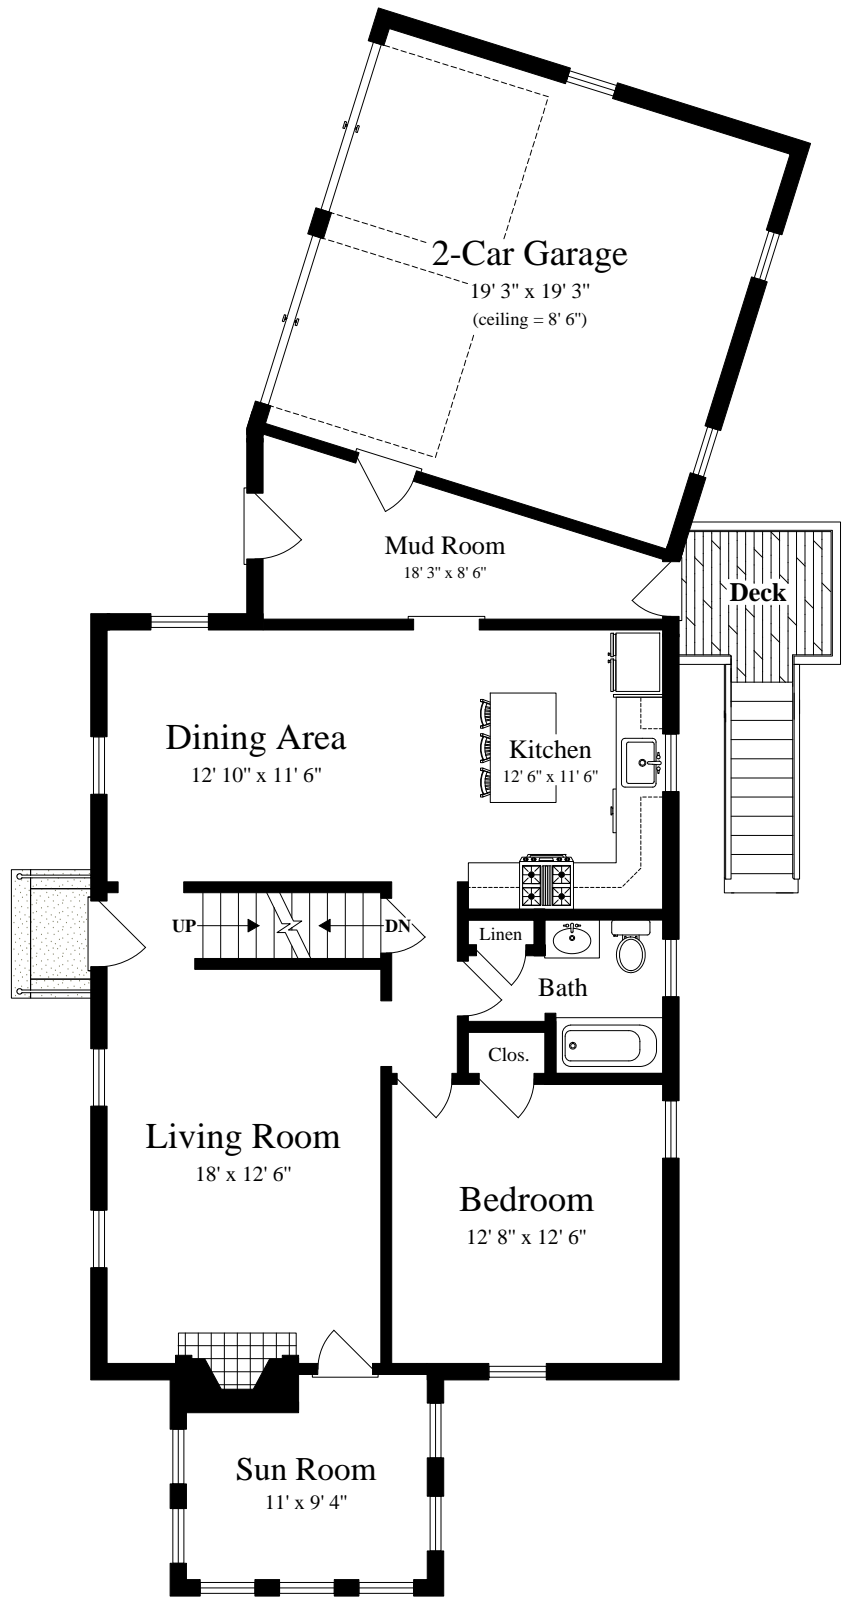 2-Car Garage
19' 3" x 19' 3"
(ceiling = 8' 6")
Mud Room
18' 3" x 8' 6"
Deck
Dining Area
12' 10" x 11' 6"
Kitchen
12' 6" x 11' 6"
UP
DN
Linen
Bath
Clos.
Living Room
18' x 12' 6"
Bedroom
12' 8" x 12' 6"
Sun Room
11' x 9' 4"